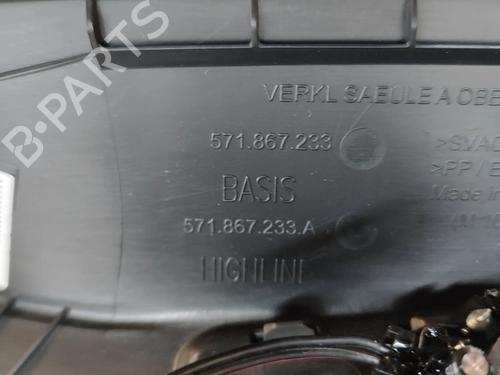 B-PARTS
VERKL SAEULE A OBE
571.867.233
>SVAC
BASIS
>PP/E
Made in
571.867.233.A
HIGHLINE